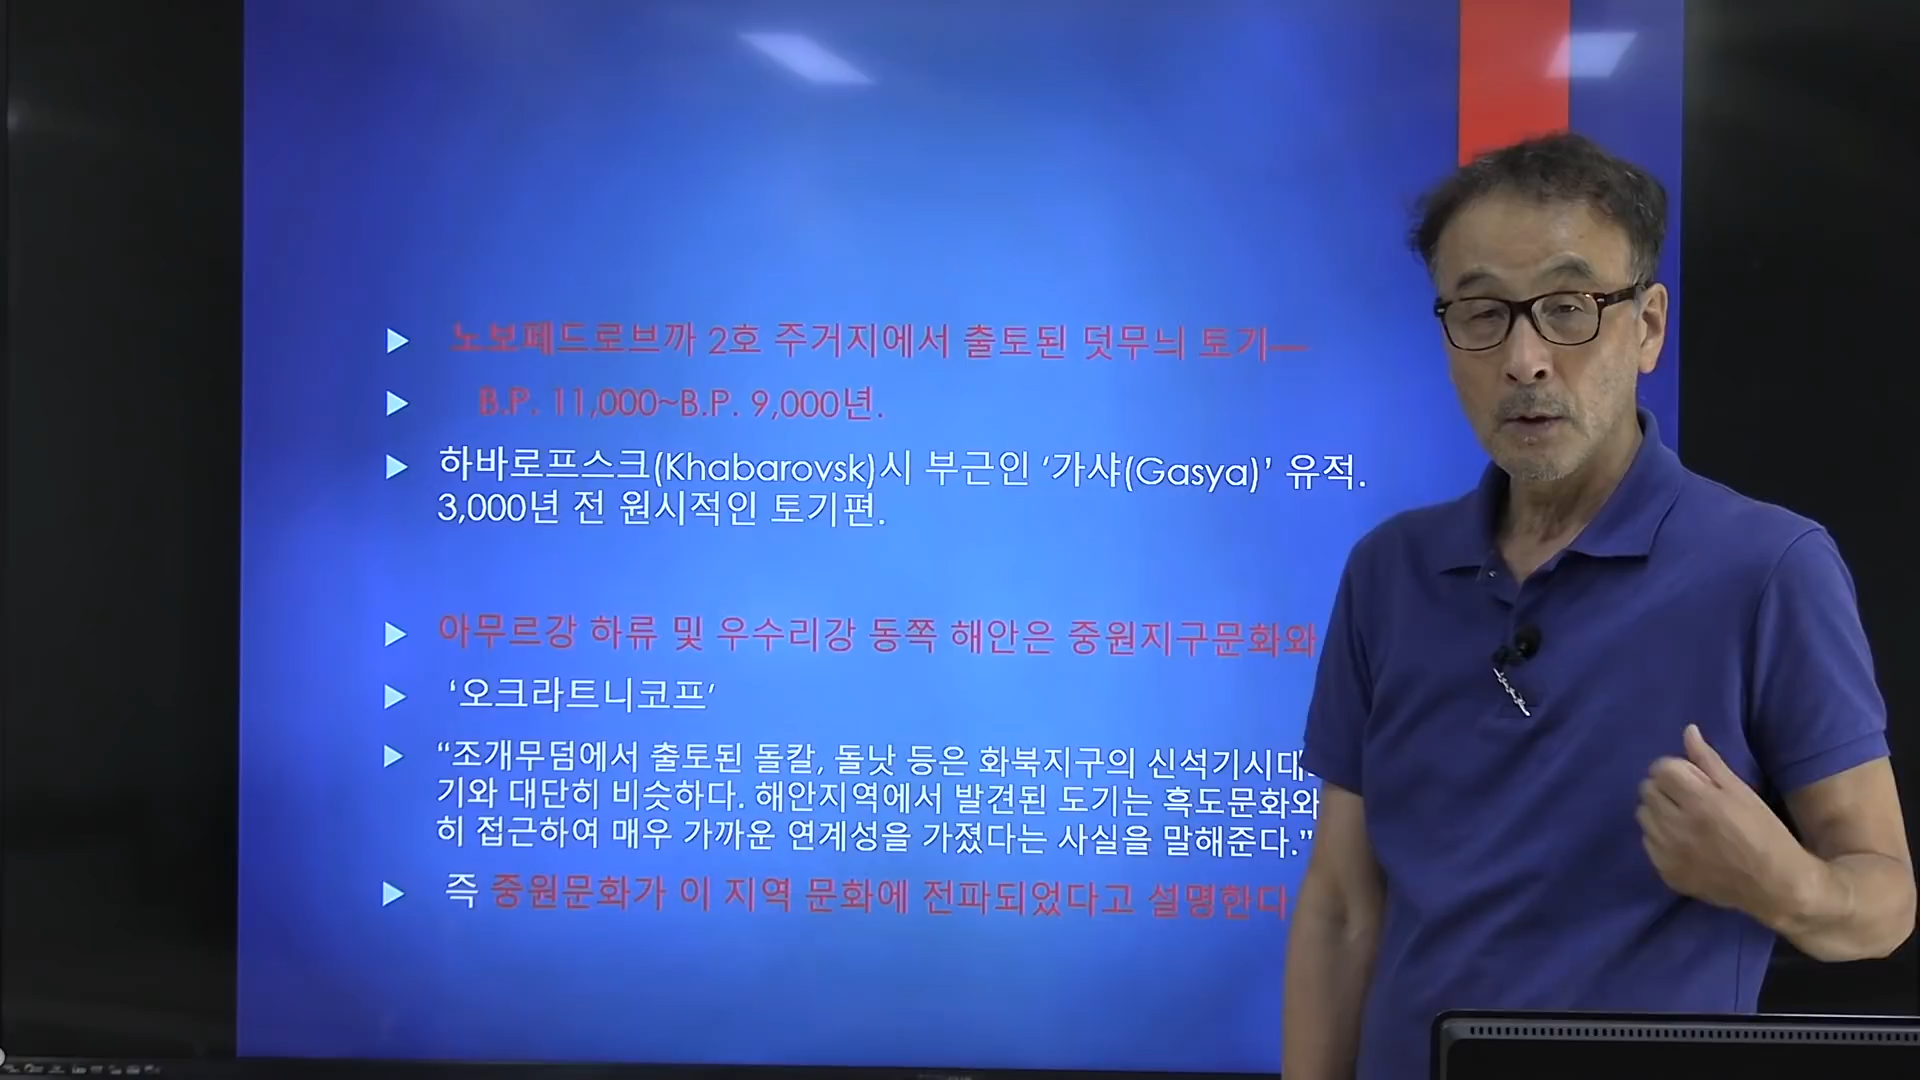 노보페드로브까 2호 주거지에서 출토된 덧무늬 토기—
B.P. 11,000~B.P. 9,000년.
하바로프스크(Khabarovsk)시 부근인 ‘가샤(Gasya)’ 유적.
3,000년 전 원시적인 토기편.
아무르강 하류 및 우수리강 동쪽 해안은 중원지구문화와
‘오크라트니코프’
“조개무덤에서 출토된 돌칼, 돌낫 등은 화북지구의 신석기시대
기와 대단히 비슷하다. 해안지역에서 발견된 도기는 흑도문화와
히 접근하여 매우 가까운 연계성을 가졌다는 사실을 말해준다.”
즉 중원문화가 이 지역 문화에 전파되었다고 설명한다